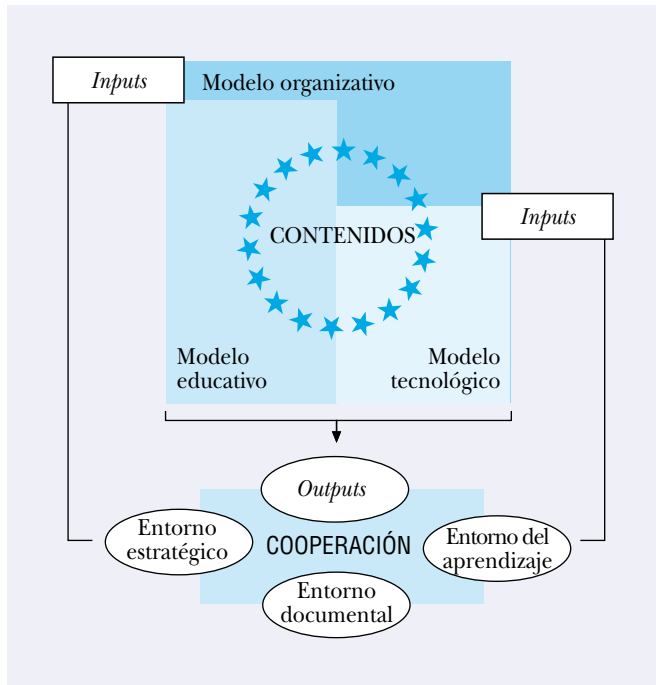 Inputs
Modelo organizativo
Inputs
CONTENIDOS
Modelo
educativo
Modelo
tecnológico
Outputs
Entorno
estratégico
COOPERACIÓN
Entorno del
aprendizaje
Entorno
documental